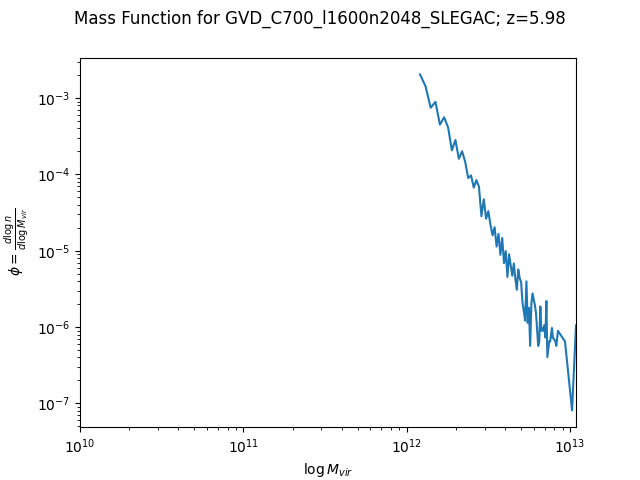 Mass Function for GVD_C700_l1600n2048_SLEGAC; z=5.98
10⁻³
10⁻⁴
10⁻⁵
10⁻⁶
10⁻⁷
ϕ = d log n / d log M_vir
10¹⁰ 10¹¹ 10¹² 10¹³
log M_vir